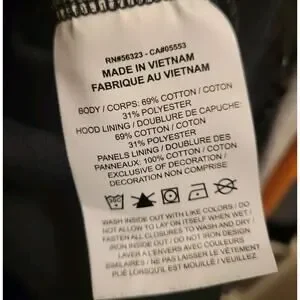 RN#56323 - CA#05553
MADE IN VIETNAM
FABRIQUE AU VIETNAM
BODY / CORPS: 69% COTTON / COTON
31% POLYESTER
HOOD LINING / DOUBLURE DE CAPUCHE:
69% COTTON / COTON
31% POLYESTER
PANELS LINING / DOUBLURE DES
PANNEAUX: 100% COTTON / COTON
EXCLUSIVE OF DECORATION /
DECORATION NON COMPRISE
WASH INSIDE OUT WITH LIKE COLORS / DO
NOT ALLOW TO LAY ON ITSELF WHEN WET /
FASTEN ALL CLOSURES TO WASH AND DRY /
IRON INSIDE OUT / DO NOT IRON DESIGN
LAVER A L'ENVERS AVEC COULEURS
SIMILAIRES / NE PAS LAISSER LE VÊTEMENT
PLIÉ LORSQU'IL EST MOUILLÉ / VEUILLEZ